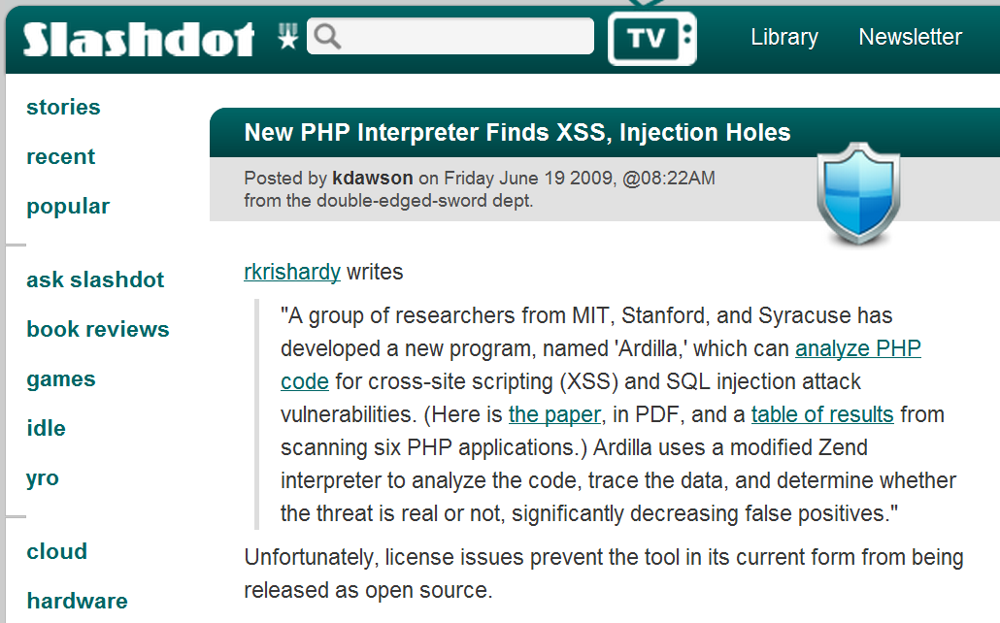 Slashdot
TV
Library
Newsletter
stories
recent
popular
ask slashdot
book reviews
games
idle
yro
cloud
hardware
New PHP Interpreter Finds XSS, Injection Holes
Posted by kdawson on Friday June 19 2009, @08:22AM
from the double-edged-sword dept.
rkrishardy writes
"A group of researchers from MIT, Stanford, and Syracuse has
developed a new program, named 'Ardilla,' which can analyze PHP
code for cross-site scripting (XSS) and SQL injection attack
vulnerabilities. (Here is the paper, in PDF, and a table of results from
scanning six PHP applications.) Ardilla uses a modified Zend
interpreter to analyze the code, trace the data, and determine whether
the threat is real or not, significantly decreasing false positives."
Unfortunately, license issues prevent the tool in its current form from being
released as open source.